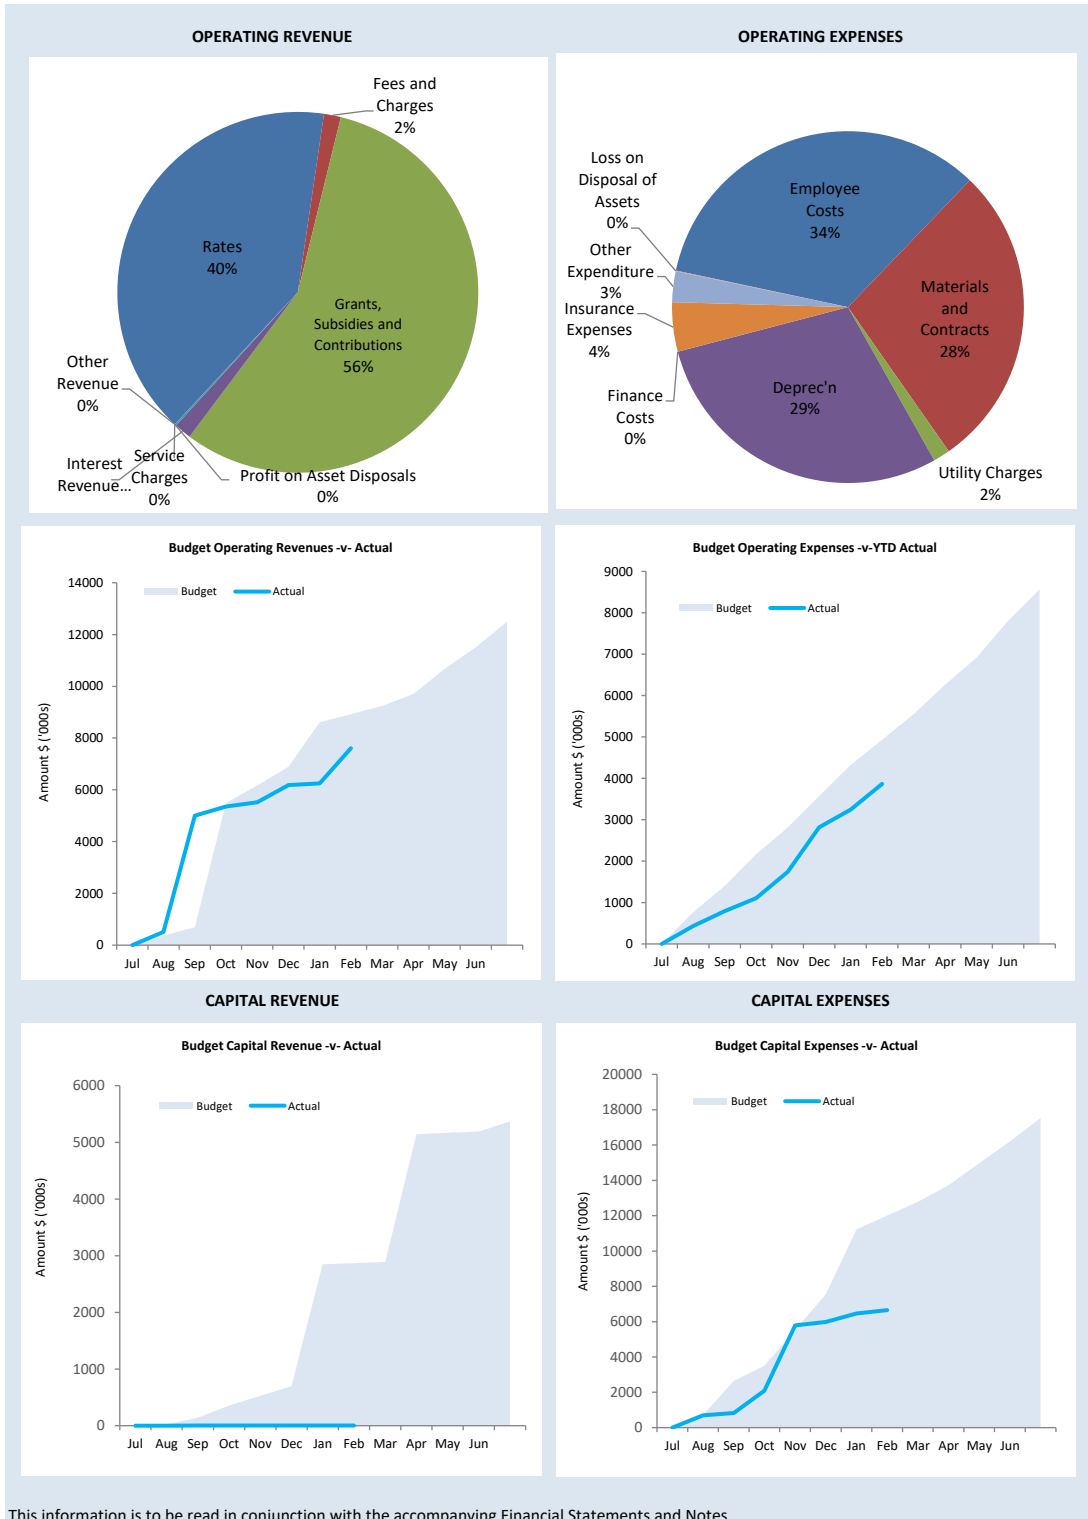 OPERATING REVENUE
OPERATING EXPENSES
Fees and
Charges
2%
Rates
40%
Grants,
Subsidies and
Contributions
56%
Other
Revenue
0%
Interest
Revenue...
Service
Charges
0%
Profit on Asset Disposals
0%
Loss on
Disposal of
Assets
0%
Employee
Costs
34%
Other
Expenditure
3%
Insurance
Expenses
4%
Materials
and
Contracts
28%
Finance
Costs
0%
Deprec'n
29%
Utility Charges
2%
Budget Operating Revenues -v- Actual
Budget
Actual
Amount $ ('000s)
14000
12000
10000
8000
6000
4000
2000
0
Jul Aug Sep Oct Nov Dec Jan Feb Mar Apr May Jun
Budget Operating Expenses -v-YTD Actual
Budget
Actual
Amount $ ('000s)
9000
8000
7000
6000
5000
4000
3000
2000
1000
0
Jul Aug Sep Oct Nov Dec Jan Feb Mar Apr May Jun
CAPITAL REVENUE
CAPITAL EXPENSES
Budget Capital Revenue -v- Actual
Budget
Actual
Amount $ ('000s)
6000
5000
4000
3000
2000
1000
0
Jul Aug Sep Oct Nov Dec Jan Feb Mar Apr May Jun
Budget Capital Expenses -v- Actual
Budget
Actual
Amount $ ('000s)
20000
18000
16000
14000
12000
10000
8000
6000
4000
2000
0
Jul Aug Sep Oct Nov Dec Jan Feb Mar Apr May Jun
This information is to be read in conjunction with the accompanying Financial Statements and Notes